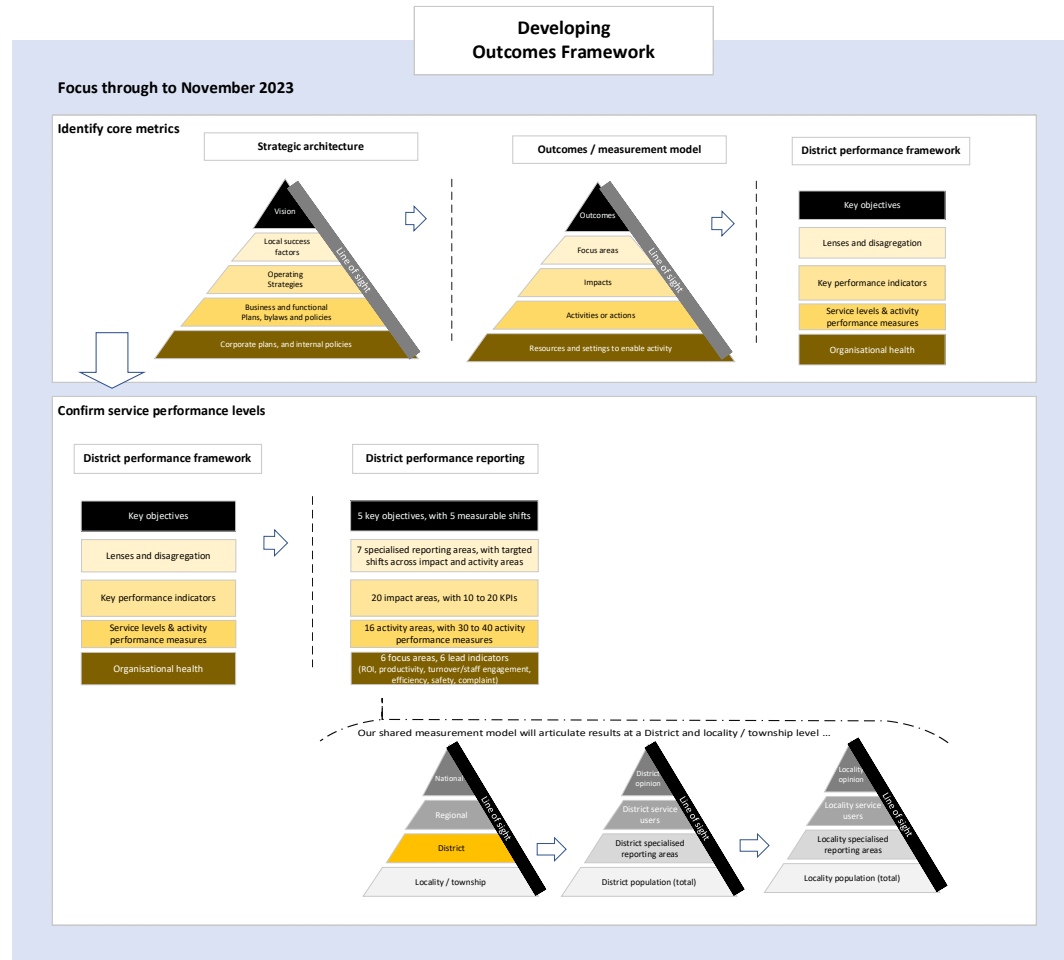 Developing
Outcomes Framework
Focus through to November 2023
Identify core metrics
Strategic architecture
Outcomes / measurement model
District performance framework
Vision
Local success
factors
Operating
Strategies
Business and functional
Plans, bylaws and policies
Corporate plans, and internal policies
Line of sight
Outcomes
Focus areas
Impacts
Activities or actions
Resources and settings to enable activity
Line of sight
Key objectives
Lenses and disagregation
Key performance indicators
Service levels & activity
performance measures
Organisational health
Confirm service performance levels
District performance framework
District performance reporting
Key objectives
Lenses and disagregation
Key performance indicators
Service levels & activity
performance measures
Organisational health
5 key objectives, with 5 measurable shifts
7 specialised reporting areas, with targted
shifts across impact and activity areas
20 impact areas, with 10 to 20 KPIs
16 activity areas, with 30 to 40 activity
performance measures
6 focus areas, 6 lead indicators
(ROI, productivity, turnover/staff engagement,
efficiency, safety, complaint)
Our shared measurement model will articulate results at a District and locality / township level ...
National
Regional
District
Locality / township
Line of sight
District
opinion
District service
users
District specialised
reporting areas
District population (total)
Line of sight
Locality
opinion
Locality service
users
Locality specialised
reporting areas
Locality population (total)
Line of sight